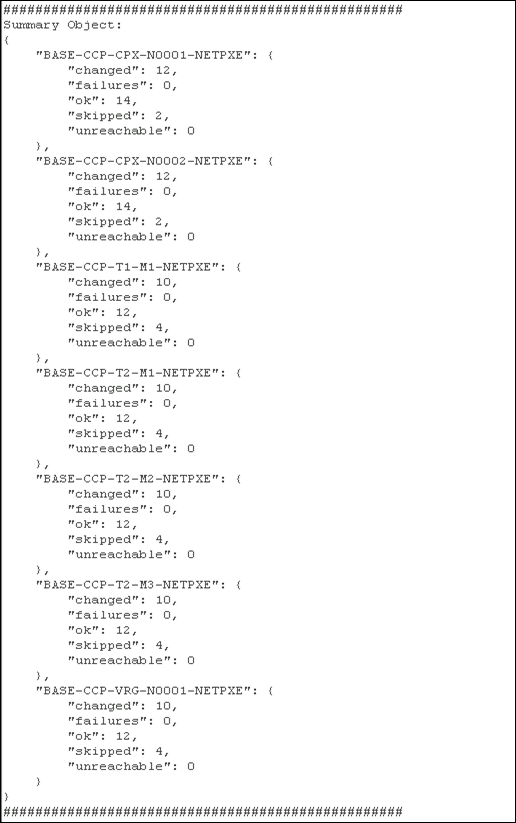 ##################################################
Summary Object:
{
    "BASE-CCP-CPX-N0001-NETPXE": {
        "changed": 12,
        "failures": 0,
        "ok": 14,
        "skipped": 2,
        "unreachable": 0
    },
    "BASE-CCP-CPX-N0002-NETPXE": {
        "changed": 12,
        "failures": 0,
        "ok": 14,
        "skipped": 2,
        "unreachable": 0
    },
    "BASE-CCP-T1-M1-NETPXE": {
        "changed": 10,
        "failures": 0,
        "ok": 12,
        "skipped": 4,
        "unreachable": 0
    },
    "BASE-CCP-T2-M1-NETPXE": {
        "changed": 10,
        "failures": 0,
        "ok": 12,
        "skipped": 4,
        "unreachable": 0
    },
    "BASE-CCP-T2-M2-NETPXE": {
        "changed": 10,
        "failures": 0,
        "ok": 12,
        "skipped": 4,
        "unreachable": 0
    },
    "BASE-CCP-T2-M3-NETPXE": {
        "changed": 10,
        "failures": 0,
        "ok": 12,
        "skipped": 4,
        "unreachable": 0
    },
    "BASE-CCP-VRG-N0001-NETPXE": {
        "changed": 10,
        "failures": 0,
        "ok": 12,
        "skipped": 4,
        "unreachable": 0
    }
}
##################################################